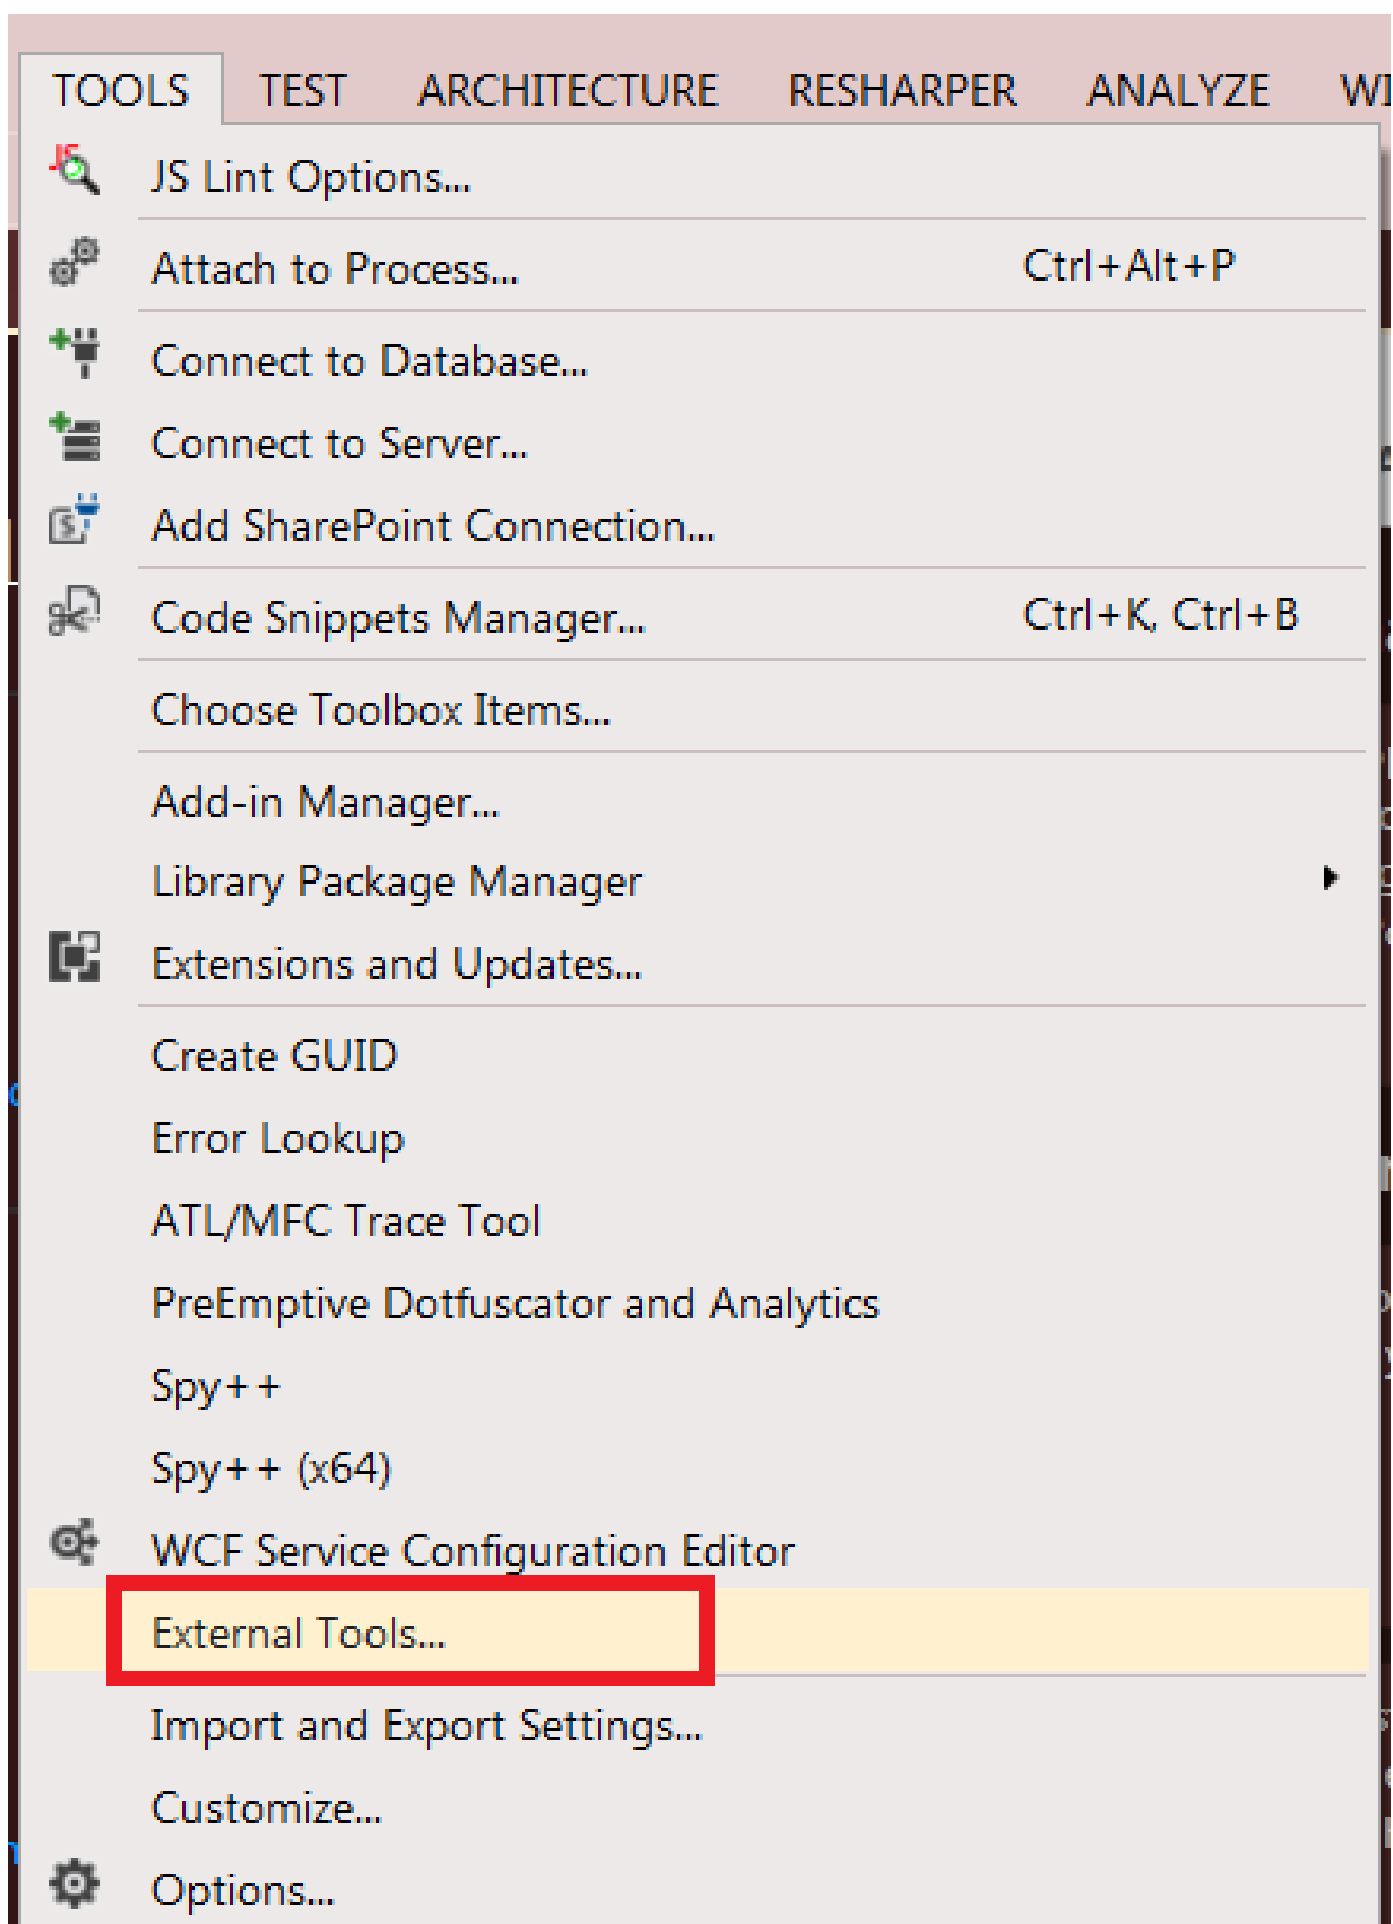 TOOLS TEST ARCHITECTURE RESHARPER ANALYZE
JS Lint Options...
Attach to Process... Ctrl+Alt+P
Connect to Database...
Connect to Server...
Add SharePoint Connection...
Code Snippets Manager... Ctrl+K, Ctrl+B
Choose Toolbox Items...
Add-in Manager...
Library Package Manager
Extensions and Updates...
Create GUID
Error Lookup
ATL/MFC Trace Tool
PreEmptive Dotfuscator and Analytics
Spy++
Spy++ (x64)
WCF Service Configuration Editor
External Tools...
Import and Export Settings...
Customize...
Options...